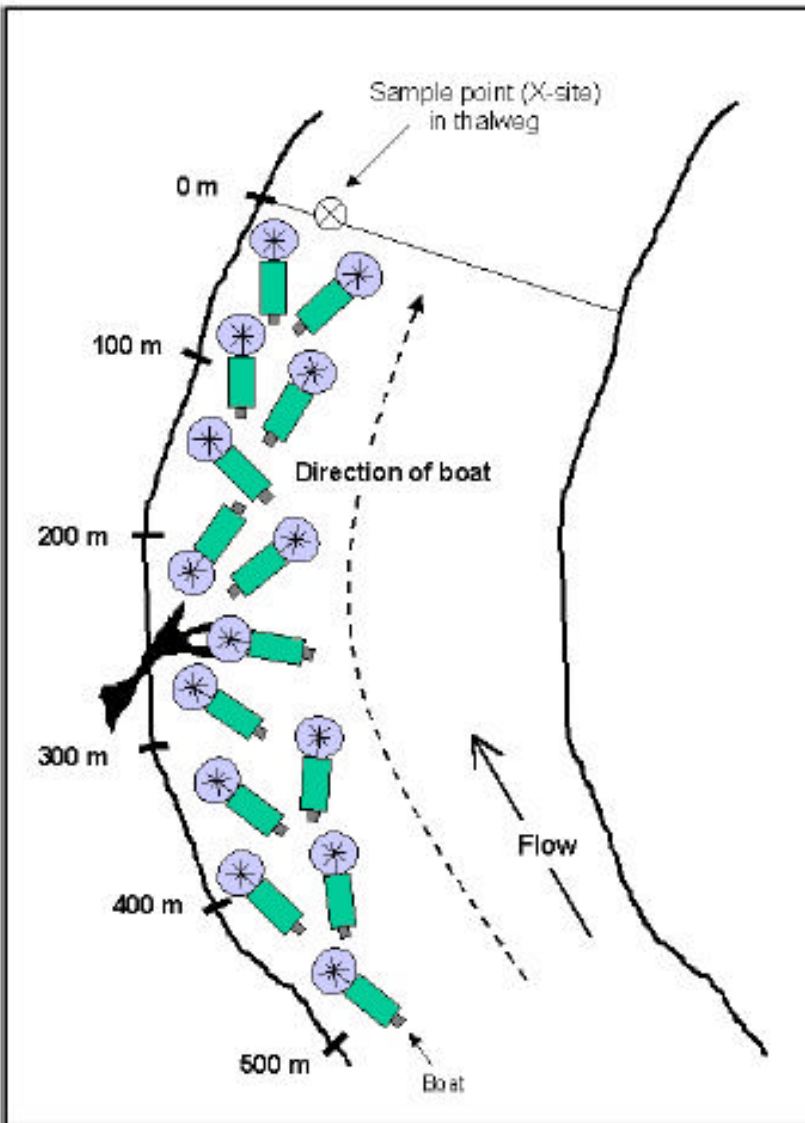 Sample point (X-site)
in thalweg
0 m
100 m
Direction of boat
200 m
300 m
Flow
400 m
500 m
Boat